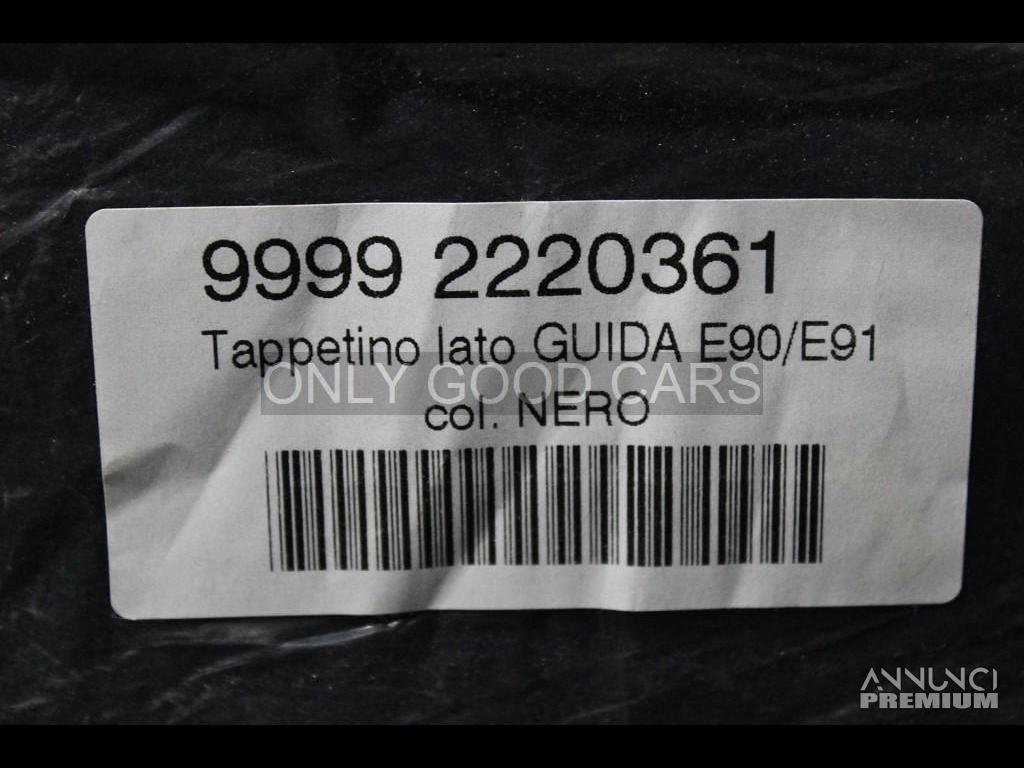 9999 2220361
Tappetino lato GUIDA E90/E91
ONLY GOOD CARS
col. NERO
ANNUNCI
PREMIUM